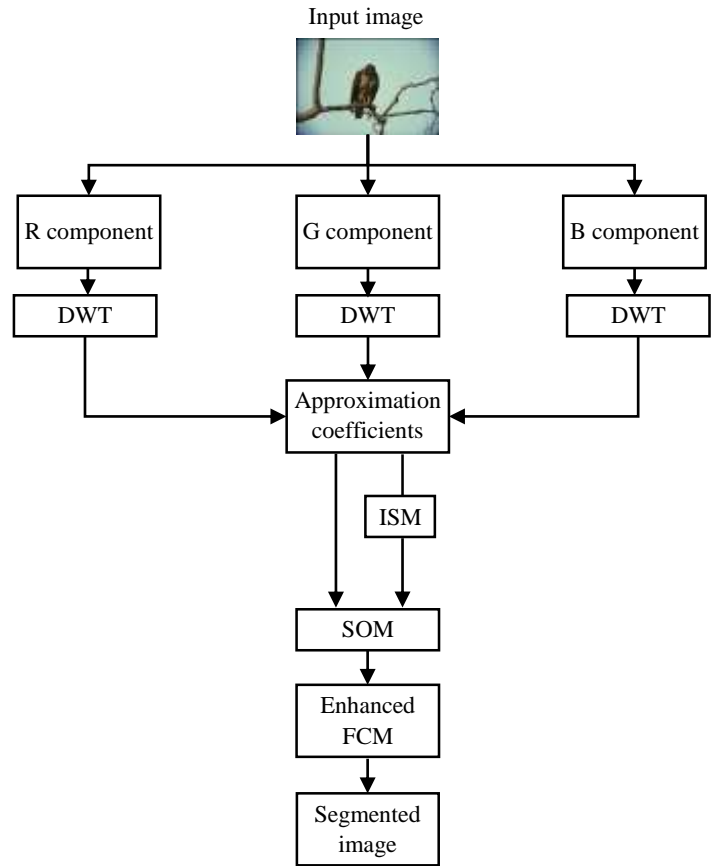 Input image
R component
G component
B component
DWT
DWT
DWT
Approximation
coefficients
ISM
SOM
Enhanced
FCM
Segmented
image